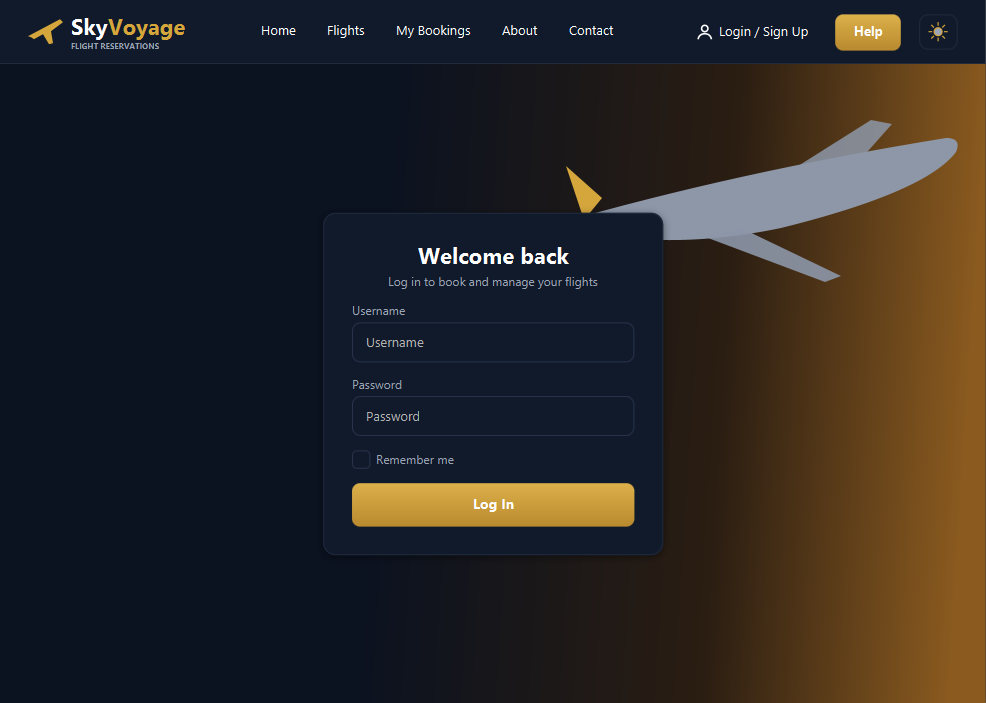 SkyVoyage
FLIGHT RESERVATIONS
Home
Flights
My Bookings
About
Contact
Login / Sign Up
Help
Welcome back
Log in to book and manage your flights
Username
Username
Password
Password
Remember me
Log In